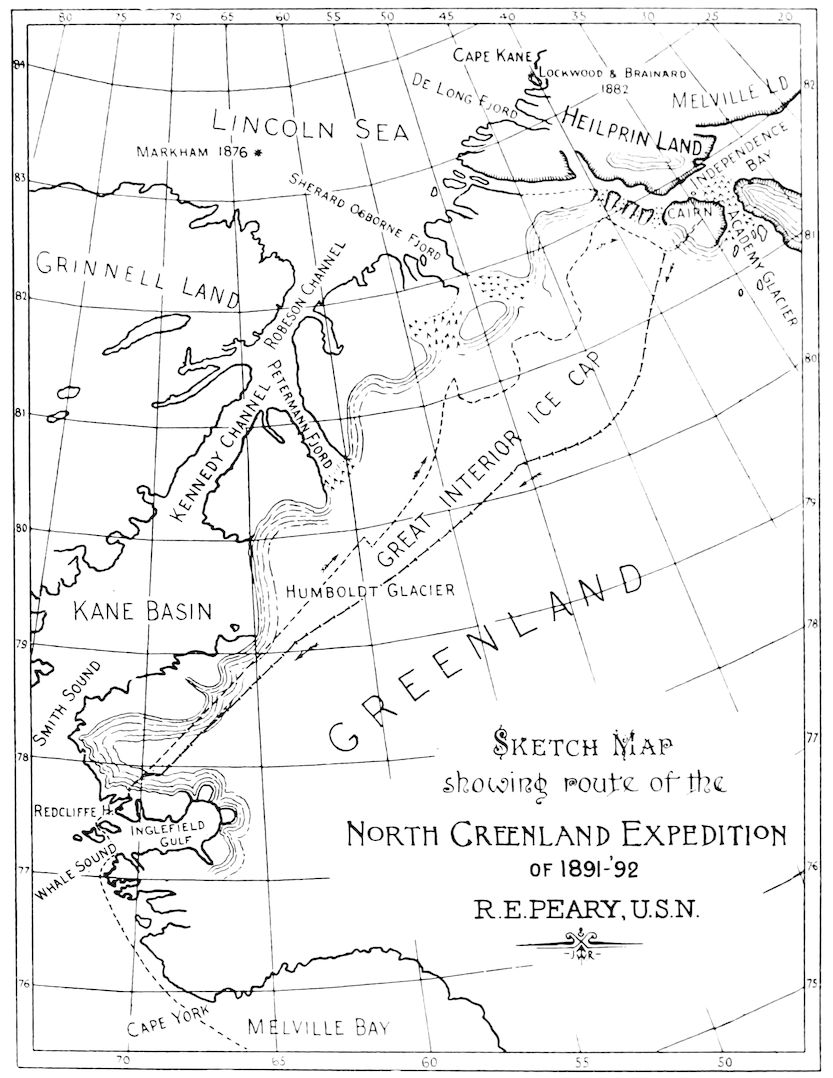 80 75 70 65 60 55 50 45 40 35 30 25 20
84
82
CAPE KANE
LOCKWOOD & BRAINARD
1882
DE LONG FJORD
MELVILLE LD
HEILPRIN LAND
LINCOLN SEA
MARKHAM 1876 *
INDEPENDENCE
BAY
83
SHERARD OSBORNE FJORD
CAIRN
ACADEMY GLACIER
81
GRINNELL LAND
ROBESON CHANNEL
82
80
PETERMANN FJORD
KENNEDY CHANNEL
81
GREAT INTERIOR ICE CAP
79
80
HUMBOLDT GLACIER
KANE BASIN
GREENLAND
78
79
SMITH SOUND
77
78
SKETCH MAP
showing route of the
NORTH GREENLAND EXPEDITION
OF 1891-'92
R.E.PEARY, U.S.N.
REDCLIFFE H.
INGLEFIELD
GULF
WHALE SOUND
77
76
76
75
CAPE YORK
MELVILLE BAY
70 65 60 55 50